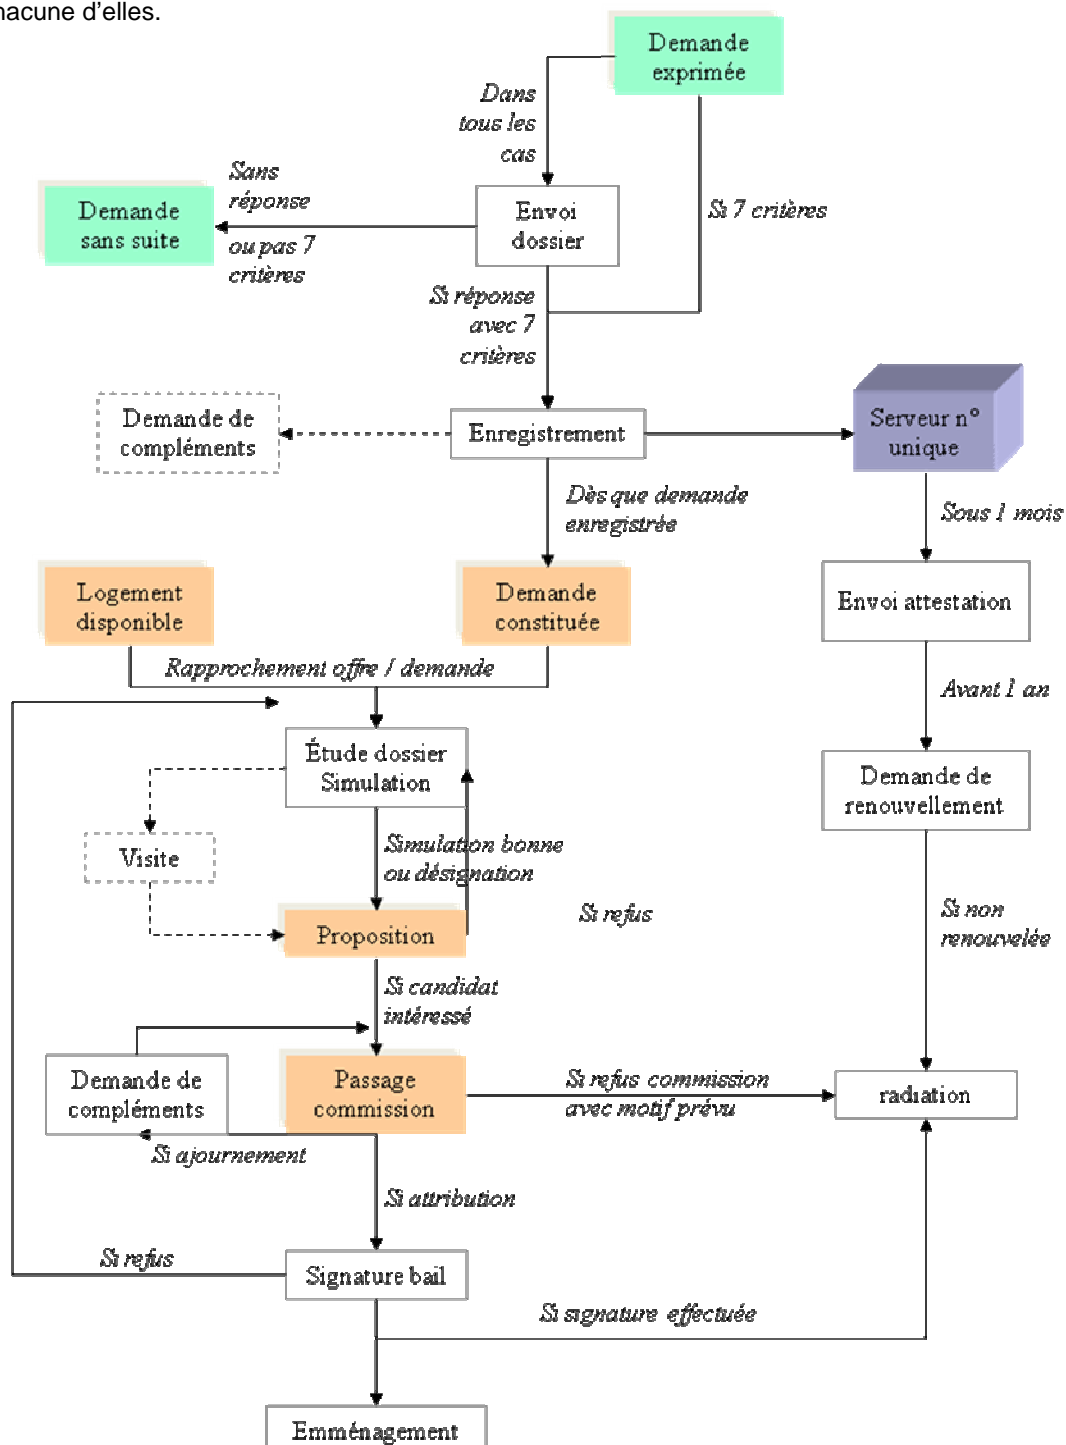 hacune d'elles.
Demande
exprimée
Dans
tous les
cas
Si 7 critères
Sans
réponse
ou pas 7
critères
Demande
sans suite
Envoi
dossier
Si réponse
avec 7
critères
Demande de
compléments
Enregistrement
Serveur n°
unique
Dès que demande
enregistrée
Sous 1 mois
Logement
disponible
Demande
constituée
Envoi attestation
Rapprochement offre / demande
Avant 1 an
Étude dossier
Simulation
Demande de
renouvellement
Visite
Simulation bonne
ou désignation
Si refus
Si non
renouvelée
Proposition
Si candidat
intéressé
Demande de
compléments
Passage
commission
Si refus commission
avec motif prévu
radiation
Si ajournement
Si attribution
Si refus
Signature bail
Si signature effectuée
Emménagement